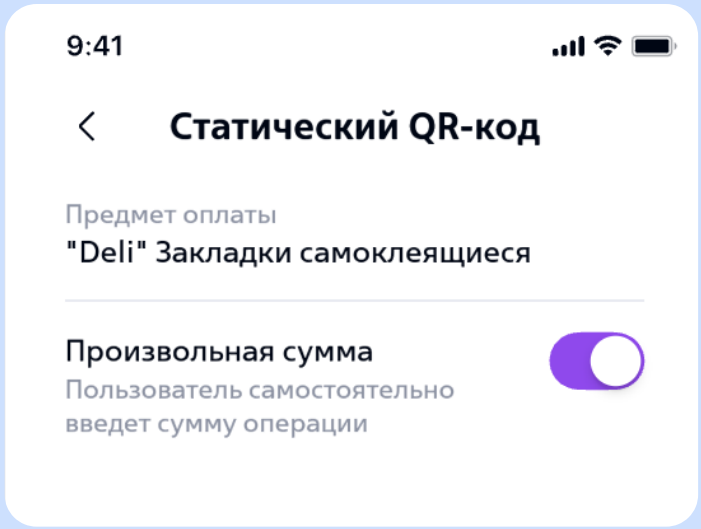 9:41
Статический QR-код
Предмет оплаты
"Deli" Закладки самоклеящиеся
Произвольная сумма
Пользователь самостоятельно
введет сумму операции